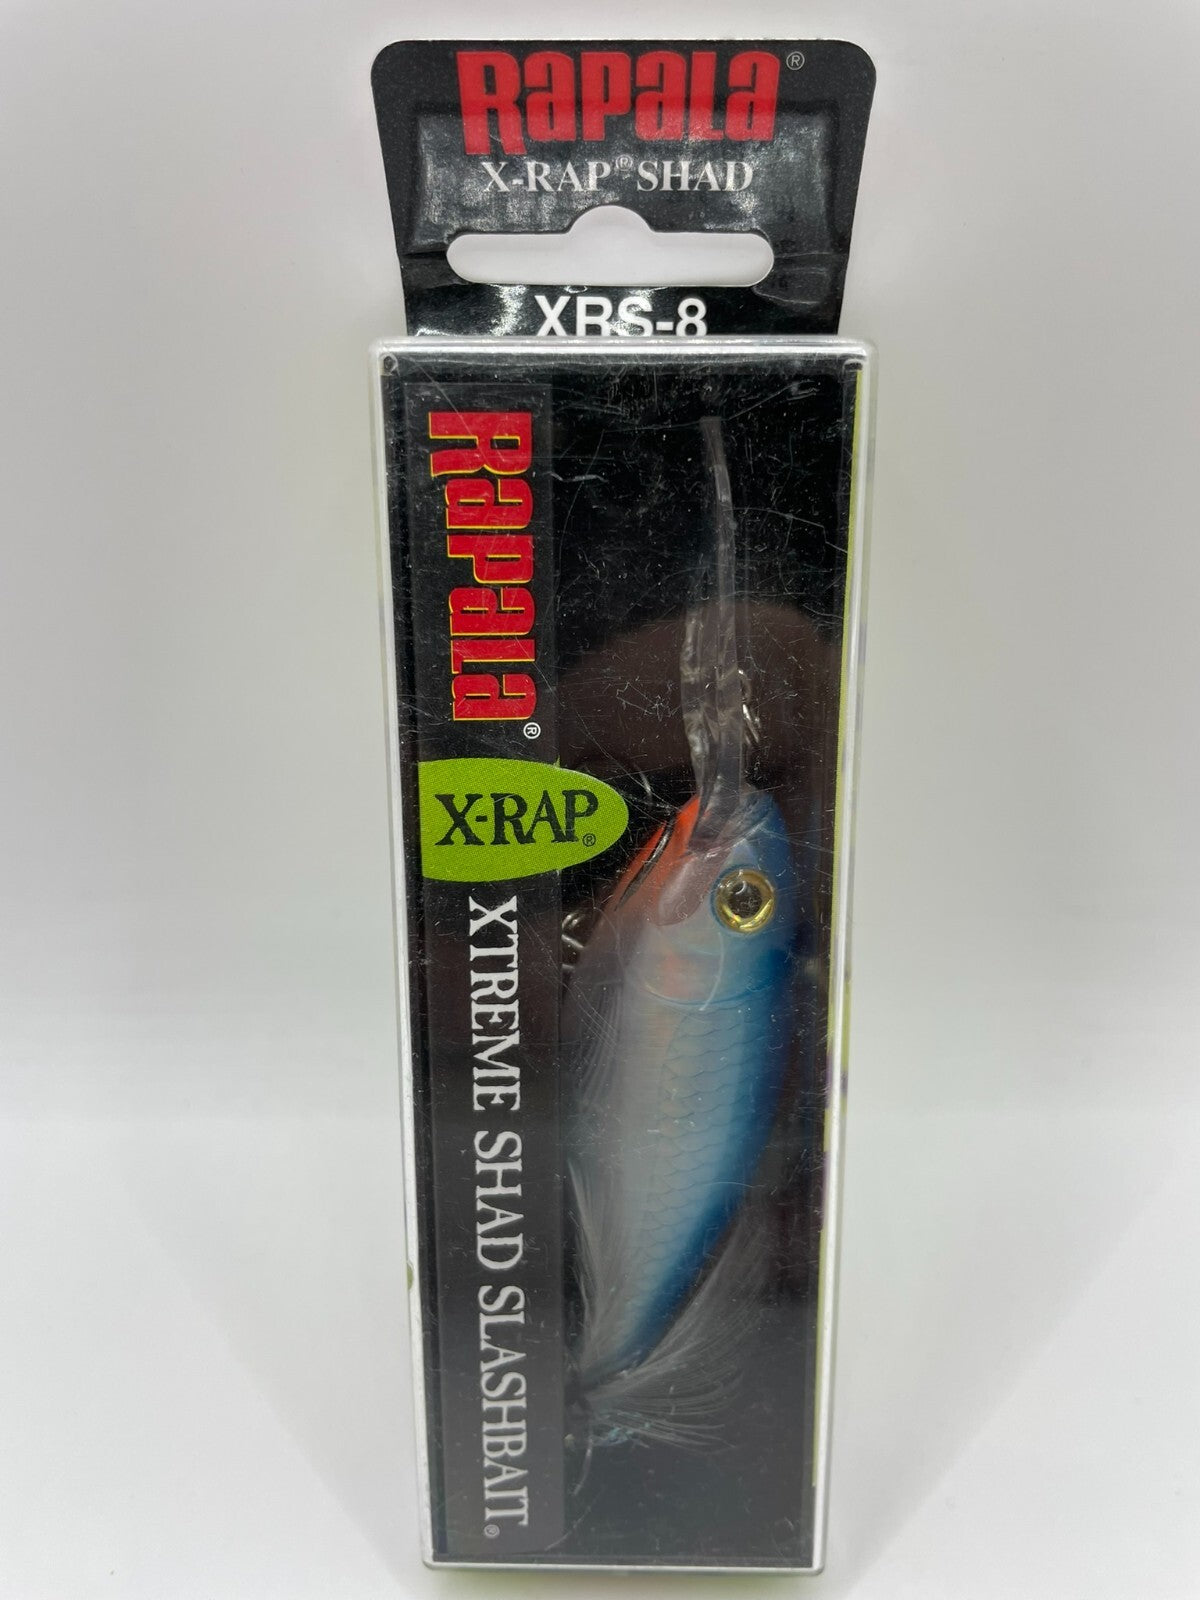 Rapala®
X-RAP® SHAD
XRS-8
Rapala®
X-RAP®
XTREME SHAD SLASHBAIT®